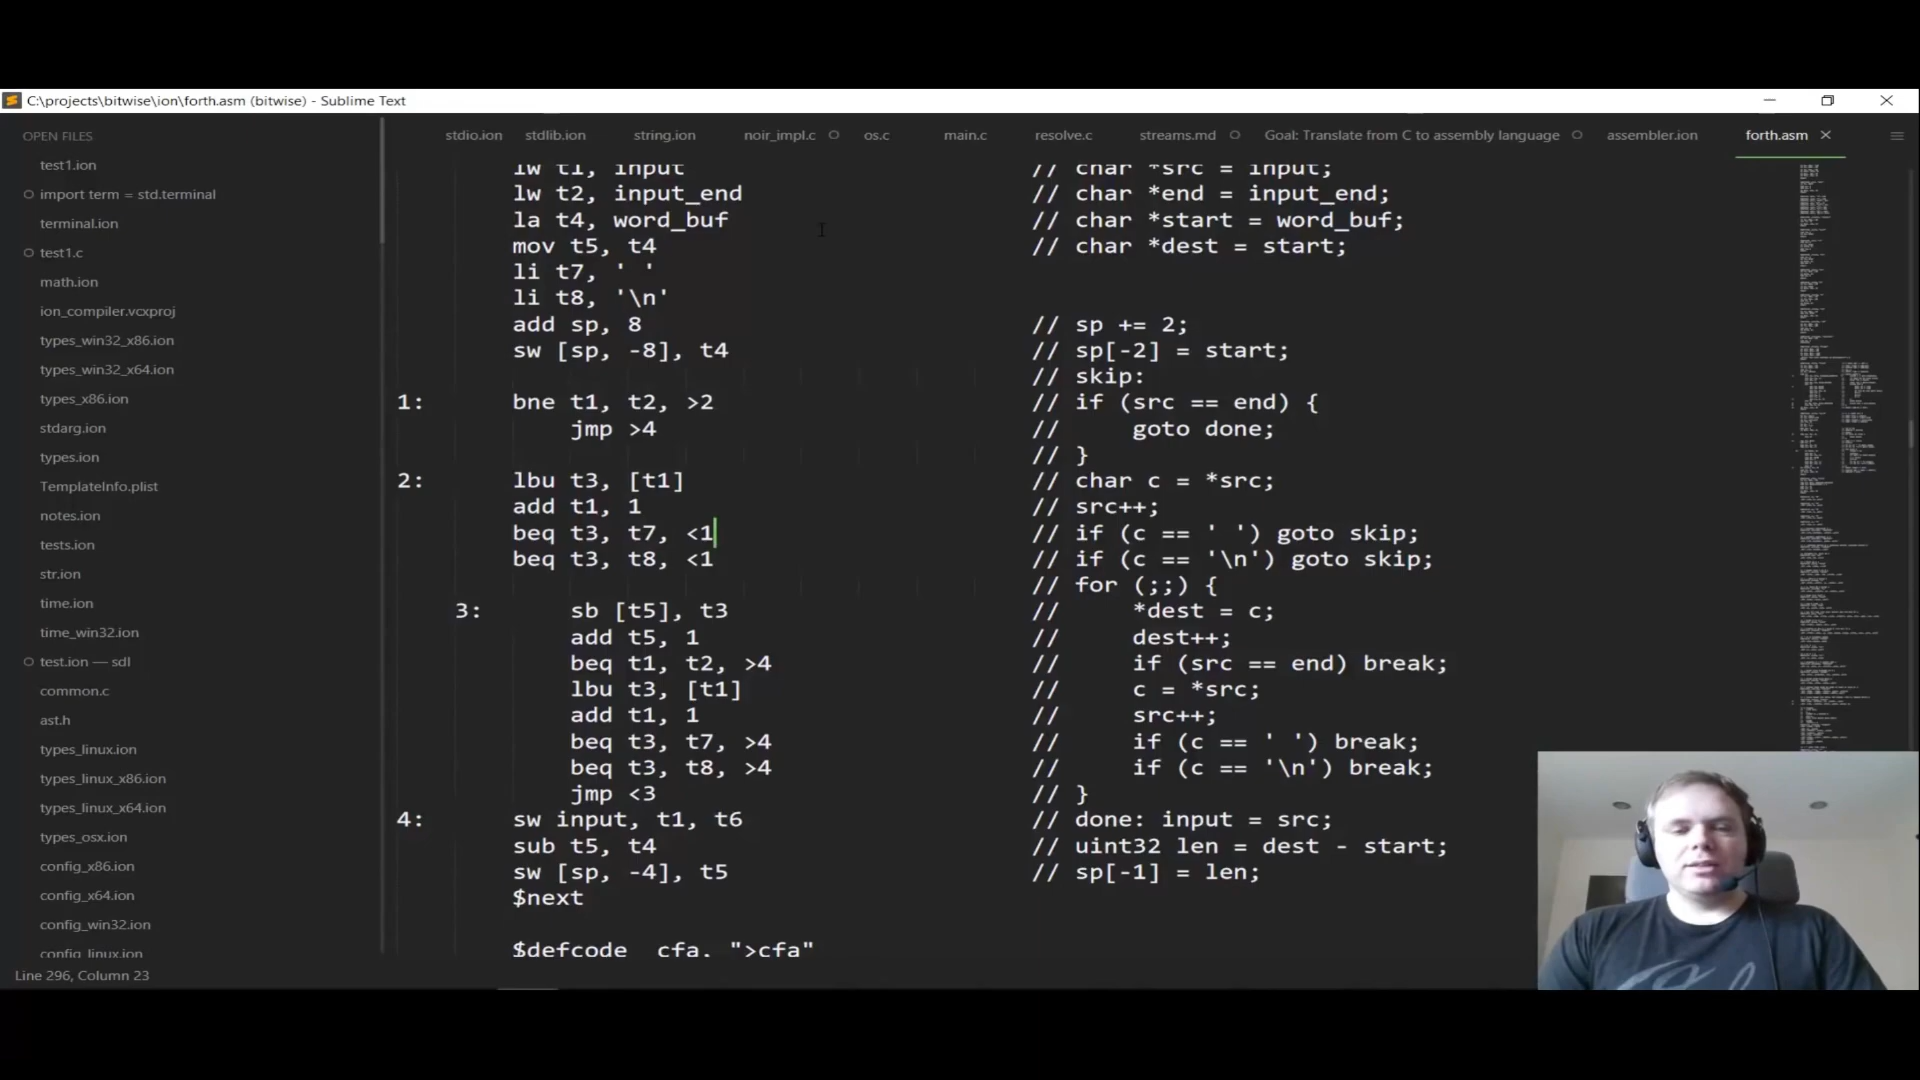 C:\projects\bitwise\ion\forth.asm (bitwise) - Sublime Text
OPEN FILES
test1.ion
import term = std.terminal
terminal.ion
test1.c
math.ion
ion_compiler.vcxproj
types_win32_x86.ion
types_win32_x64.ion
types_x86.ion
stdarg.ion
types.ion
TemplateInfo.plist
notes.ion
tests.ion
str.ion
time.ion
time_win32.ion
test.ion — sdl
common.c
ast.h
types_linux.ion
types_linux_x86.ion
types_linux_x64.ion
types_osx.ion
config_x86.ion
config_x64.ion
config_win32.ion
config_linux.ion
stdio.ion stdlib.ion string.ion noir_impl.c os.c main.c resolve.c streams.md Goal: Translate from C to assembly language assembler.ion forth.asm
lw t1, input // char *src = input;
lw t2, input_end // char *end = input_end;
la t4, word_buf // char *start = word_buf;
mov t5, t4 // char *dest = start;
li t7, ' '
li t8, '\n'
add sp, 8 // sp += 2;
sw [sp, -8], t4 // sp[-2] = start;
// skip:
1: bne t1, t2, >2 // if (src == end) {
jmp >4 // goto done;
// }
2: lbu t3, [t1] // char c = *src;
add t1, 1 // src++;
beq t3, t7, <1 // if (c == ' ') goto skip;
beq t3, t8, <1 // if (c == '\n') goto skip;
// for (;;) {
3: sb [t5], t3 // *dest = c;
add t5, 1 // dest++;
beq t1, t2, >4 // if (src == end) break;
lbu t3, [t1] // c = *src;
add t1, 1 // src++;
beq t3, t7, >4 // if (c == ' ') break;
beq t3, t8, >4 // if (c == '\n') break;
jmp <3 // }
4: sw input, t1, t6 // done: input = src;
sub t5, t4 // uint32 len = dest - start;
sw [sp, -4], t5 // sp[-1] = len;
$next
$defcode cfa, ">cfa"
Line 296, Column 23